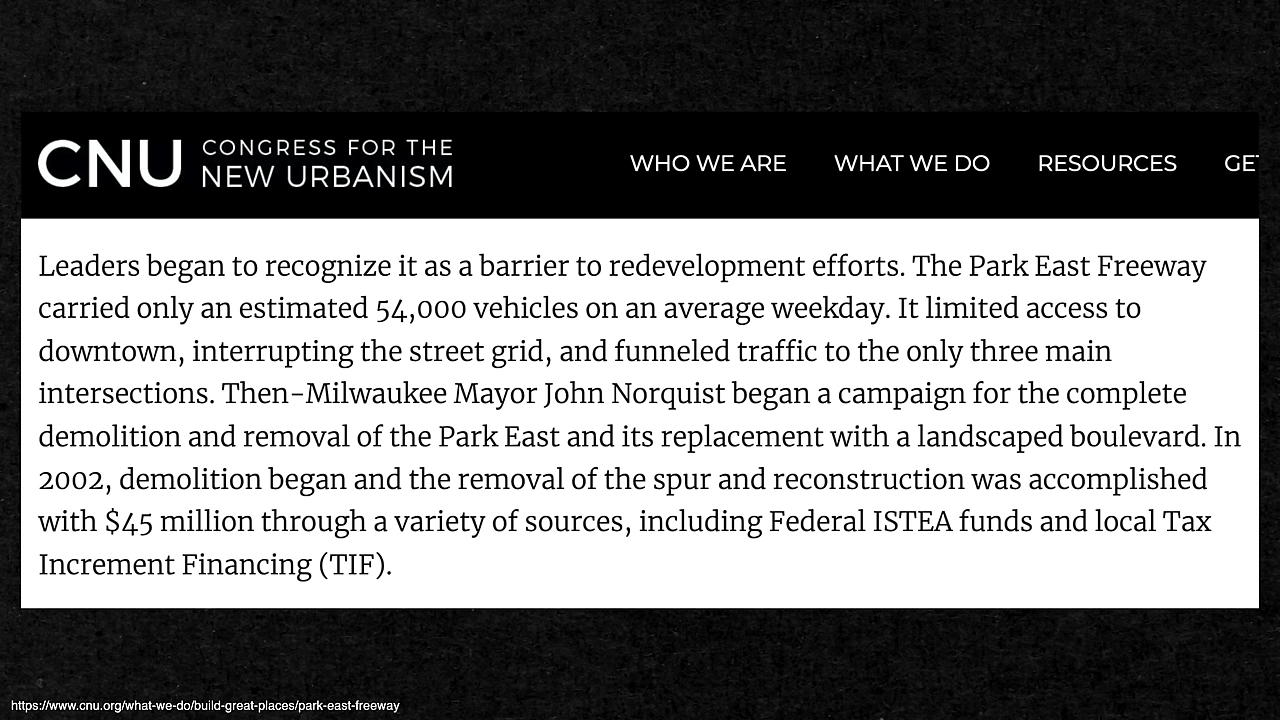 CNU CONGRESS FOR THE
NEW URBANISM
WHO WE ARE WHAT WE DO RESOURCES GET
Leaders began to recognize it as a barrier to redevelopment efforts. The Park East Freeway
carried only an estimated 54,000 vehicles on an average weekday. It limited access to
downtown, interrupting the street grid, and funneled traffic to the only three main
intersections. Then-Milwaukee Mayor John Norquist began a campaign for the complete
demolition and removal of the Park East and its replacement with a landscaped boulevard. In
2002, demolition began and the removal of the spur and reconstruction was accomplished
with $45 million through a variety of sources, including Federal ISTEA funds and local Tax
Increment Financing (TIF).
https://www.cnu.org/what-we-do/build-great-places/park-east-freeway